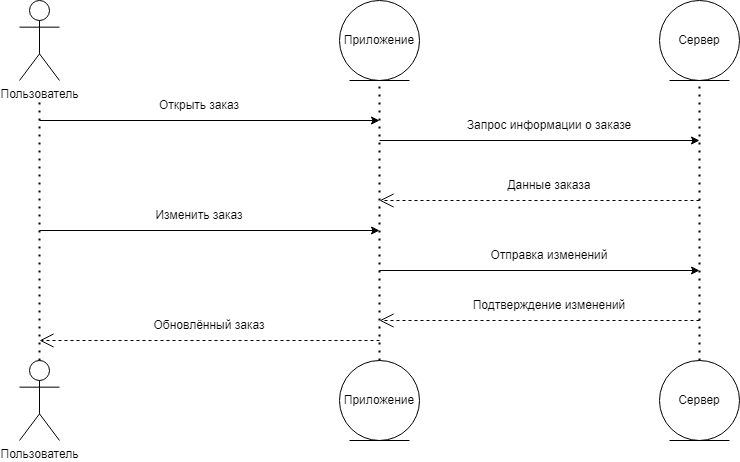 Приложение
Сервер
Пользователь
Открыть заказ
Запрос информации о заказе
Данные заказа
Изменить заказ
Отправка изменений
Подтверждение изменений
Обновлённый заказ
Приложение
Сервер
Пользователь